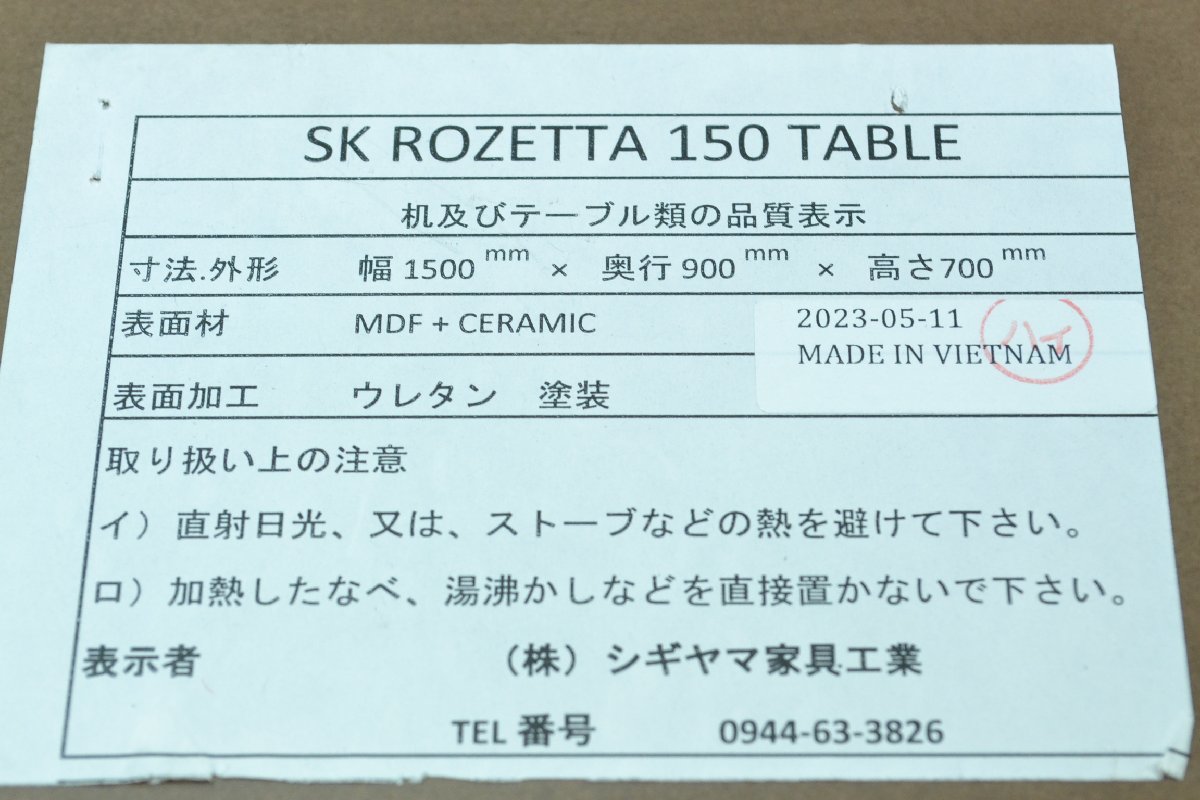 SK ROZETTA 150 TABLE
机及びテーブル類の品質表示
寸法.外形 幅 1500 mm × 奥行 900 mm × 高さ700 mm
表面材 MDF + CERAMIC
2023-05-11
MADE IN VIETNAM
ハイ
表面加工 ウレタン 塗装
取り扱い上の注意
イ）直射日光、又は、ストーブなどの熱を避けて下さい。
ロ）加熱したなべ、湯沸かしなどを直接置かないで下さい。
表示者 （株）シギヤマ家具工業
TEL 番号 0944-63-3826